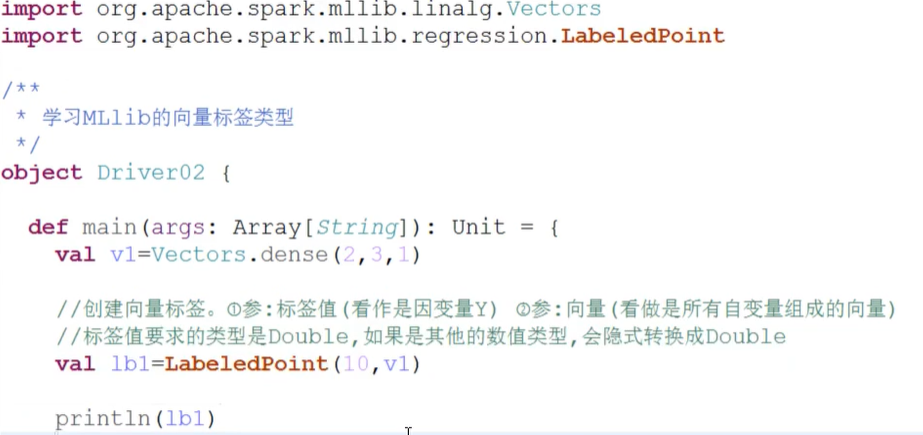 import org.apache.spark.mllib.linalg.Vectors
import org.apache.spark.mllib.regression.LabeledPoint
/**
 * 学习MLlib的向量标签类型
 */
object Driver02 {
  def main(args: Array[String]): Unit = {
    val v1=Vectors.dense(2,3,1)
    //创建向量标签。①参:标签值(看作是因变量Y) ②参:向量(看做是所有自变量组成的向量)
    //标签值要求的类型是Double,如果是其他的数值类型,会隐式转换成Double
    val lb1=LabeledPoint(10,v1)
    println(lb1)